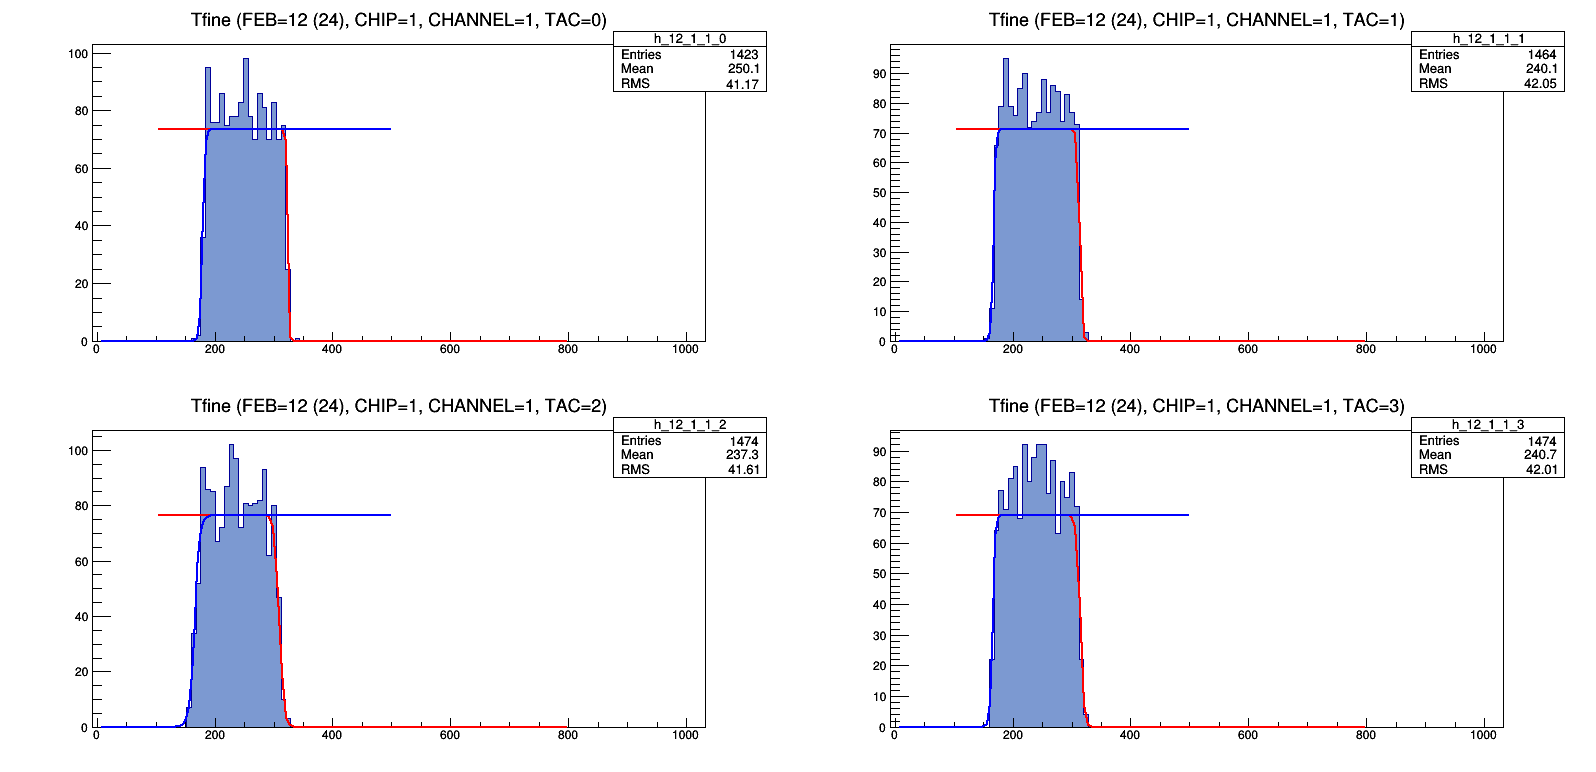 Tfine (FEB=12 (24), CHIP=1, CHANNEL=1, TAC=0)
h_12_1_1_0
Entries 1423
Mean 250.1
RMS 41.17
100
80
60
40
20
0
0 200 400 600 800 1000
Tfine (FEB=12 (24), CHIP=1, CHANNEL=1, TAC=1)
h_12_1_1_1
Entries 1464
Mean 240.1
RMS 42.05
90
80
70
60
50
40
30
20
10
0
0 200 400 600 800 1000
Tfine (FEB=12 (24), CHIP=1, CHANNEL=1, TAC=2)
h_12_1_1_2
Entries 1474
Mean 237.3
RMS 41.61
100
80
60
40
20
0
0 200 400 600 800 1000
Tfine (FEB=12 (24), CHIP=1, CHANNEL=1, TAC=3)
h_12_1_1_3
Entries 1474
Mean 240.7
RMS 42.01
90
80
70
60
50
40
30
20
10
0
0 200 400 600 800 1000